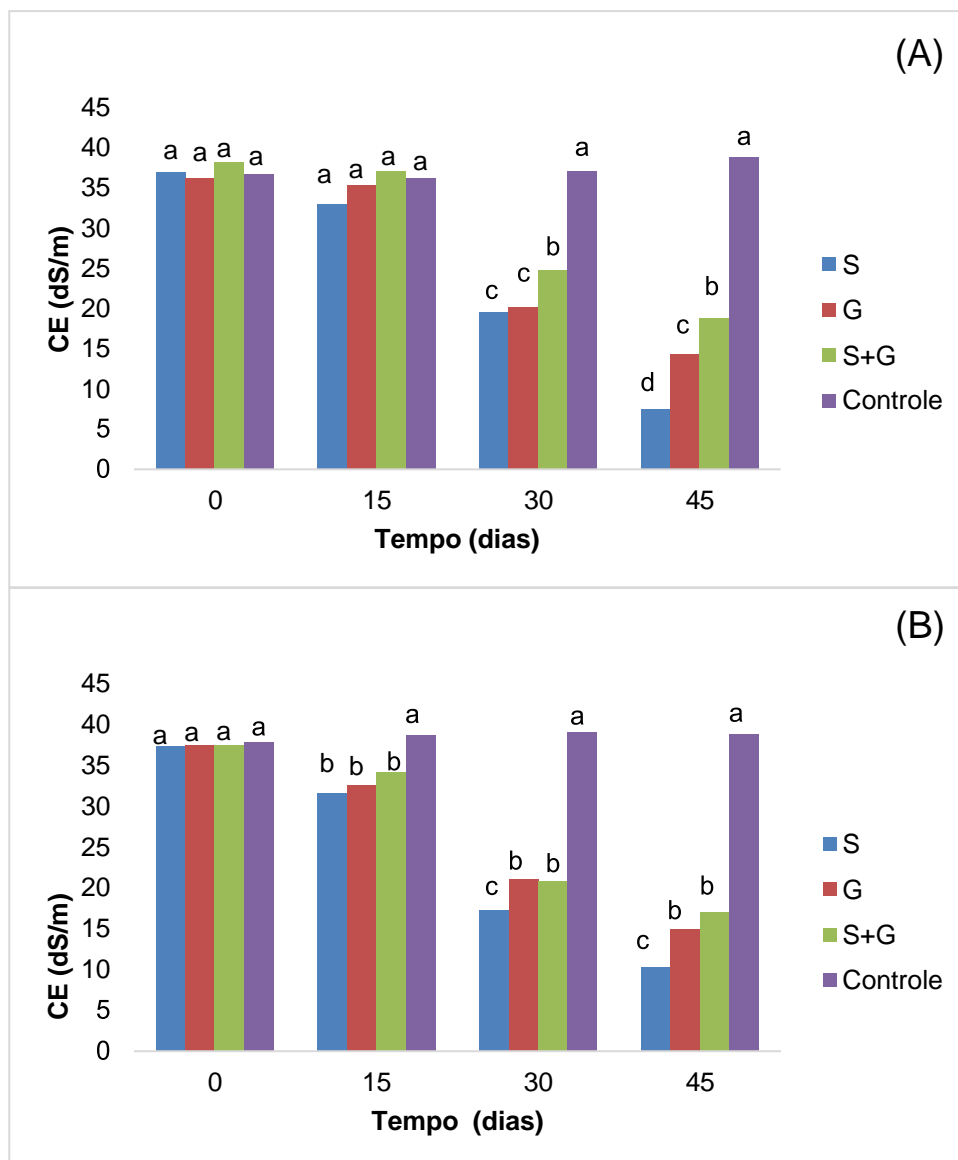 (A)
45
40
35
30
25
20
15
10
5
0
CE (dS/m)
a a a a
a a a a
c c b a
d c b a
0 15 30 45
Tempo (dias)
S
G
S+G
Controle
(B)
45
40
35
30
25
20
15
10
5
0
CE (dS/m)
a a a a
b b b a
c b b a
c b b a
0 15 30 45
Tempo (dias)
S
G
S+G
Controle